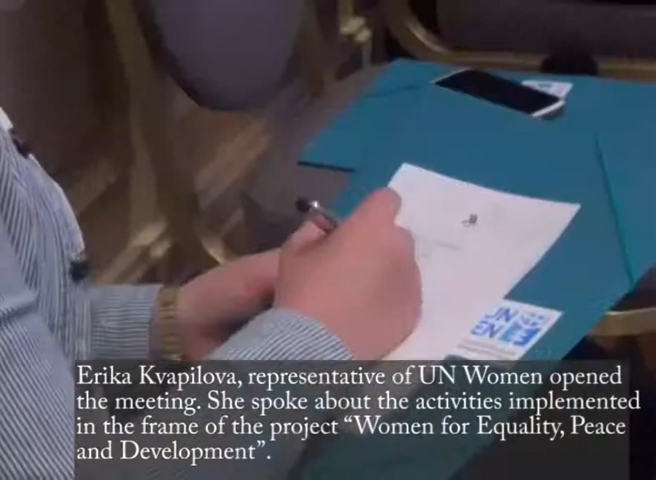 Erika Kvapilova, representative of UN Women opened
the meeting. She spoke about the activities implemented
in the frame of the project “Women for Equality, Peace
and Development”.